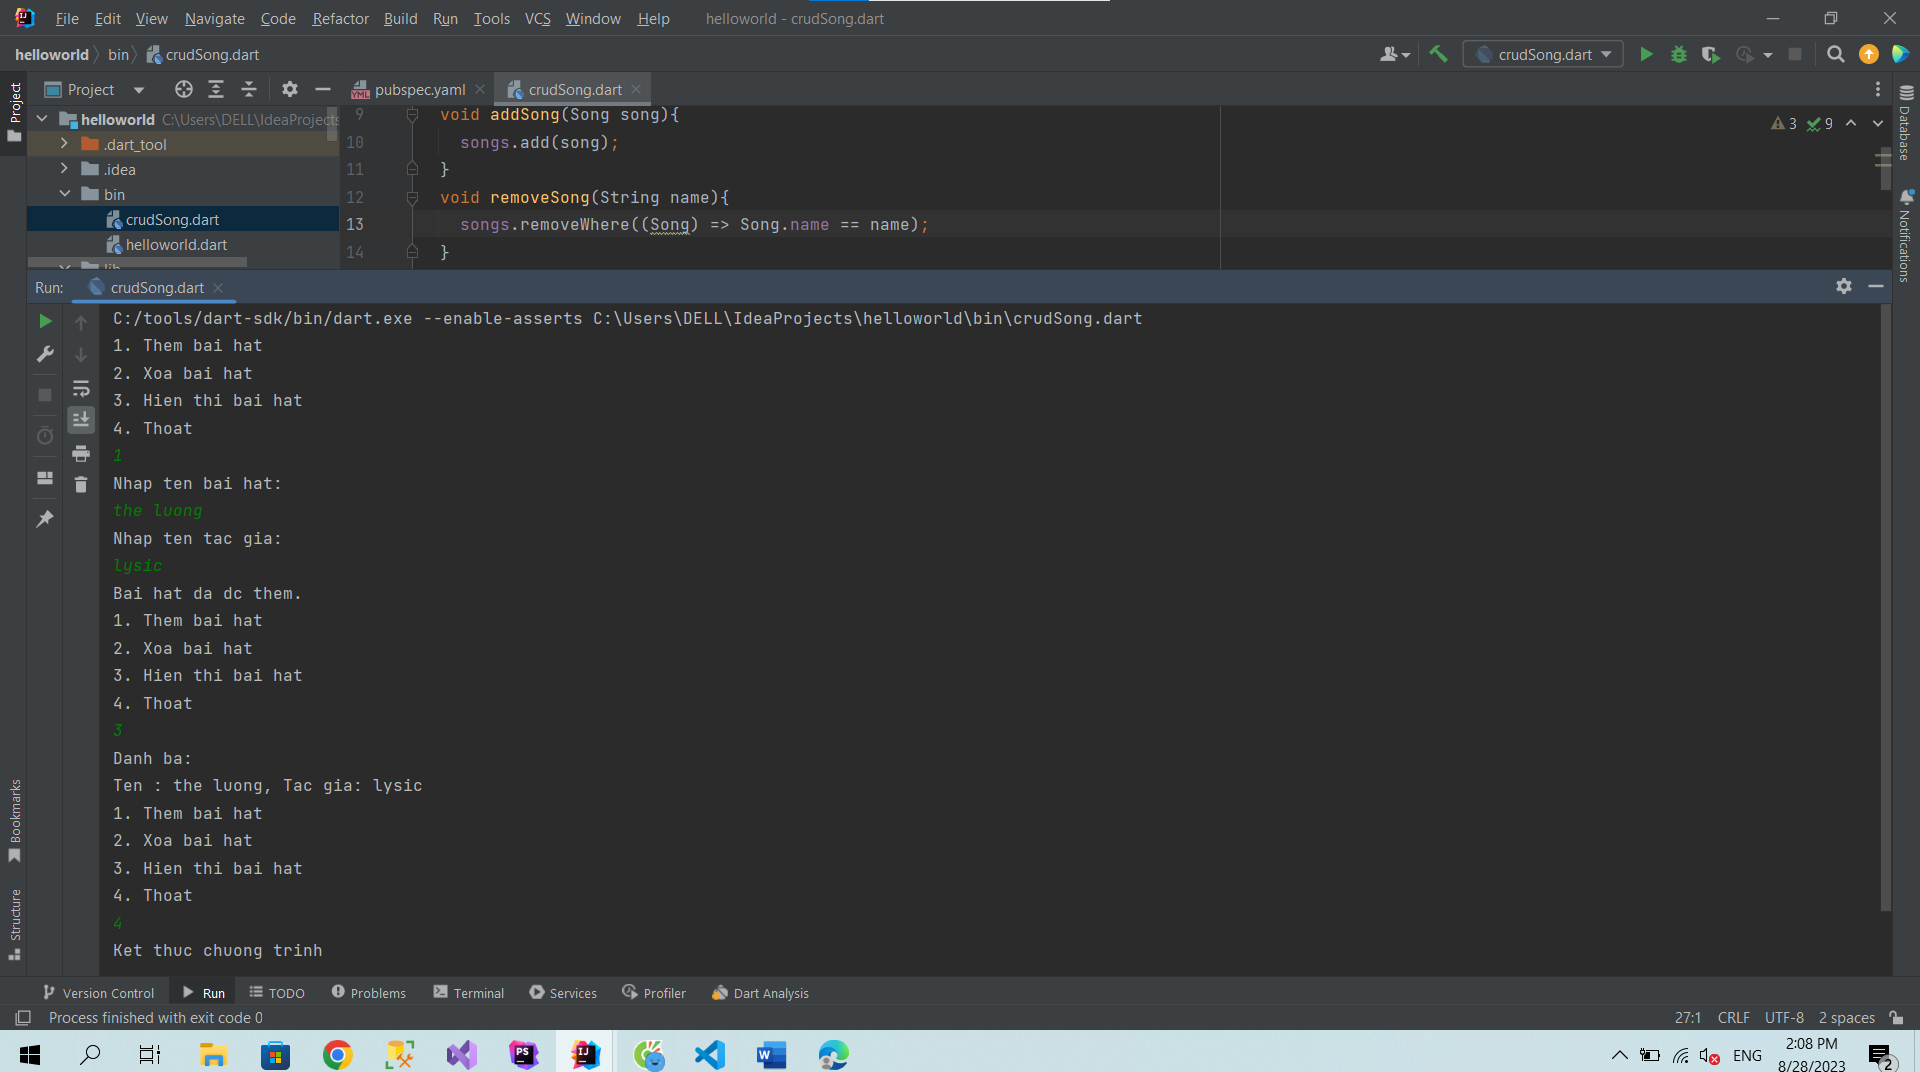 File Edit View Navigate Code Refactor Build Run Tools VCS Window Help helloworld - crudSong.dart
helloworld bin crudSong.dart crudSong.dart
Project pubspec.yaml crudSong.dart
Project
helloworld C:\Users\DELL\IdeaProjects
.dart_tool
.idea
bin
crudSong.dart
helloworld.dart
lib
9 void addSong(Song song){
10 songs.add(song);
11 }
12 void removeSong(String name){
13 songs.removeWhere((Song) => Song.name == name);
14 }
3 9
Database
Notifications
Run: crudSong.dart
C:/tools/dart-sdk/bin/dart.exe --enable-asserts C:\Users\DELL\IdeaProjects\helloworld\bin\crudSong.dart
1. Them bai hat
2. Xoa bai hat
3. Hien thi bai hat
4. Thoat
1
Nhap ten bai hat:
the luong
Nhap ten tac gia:
lysic
Bai hat da dc them.
1. Them bai hat
2. Xoa bai hat
3. Hien thi bai hat
4. Thoat
3
Danh ba:
Ten : the luong, Tac gia: lysic
1. Them bai hat
2. Xoa bai hat
3. Hien thi bai hat
4. Thoat
4
Ket thuc chuong trinh
Bookmarks
Structure
Version Control Run TODO Problems Terminal Services Profiler Dart Analysis
Process finished with exit code 0 27:1 CRLF UTF-8 2 spaces
ENG 2:08 PM
8/28/2023 2